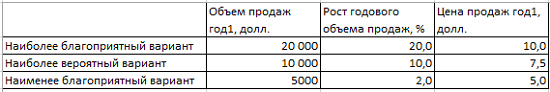 Объем продаж год1, долл. Рост годового объема продаж, % Цена продаж год1, долл.
Наиболее благоприятный вариант 20 000 20,0 10,0
Наиболее вероятный вариант 10 000 10,0 7,5
Наименее благоприятный вариант 5000 2,0 5,0